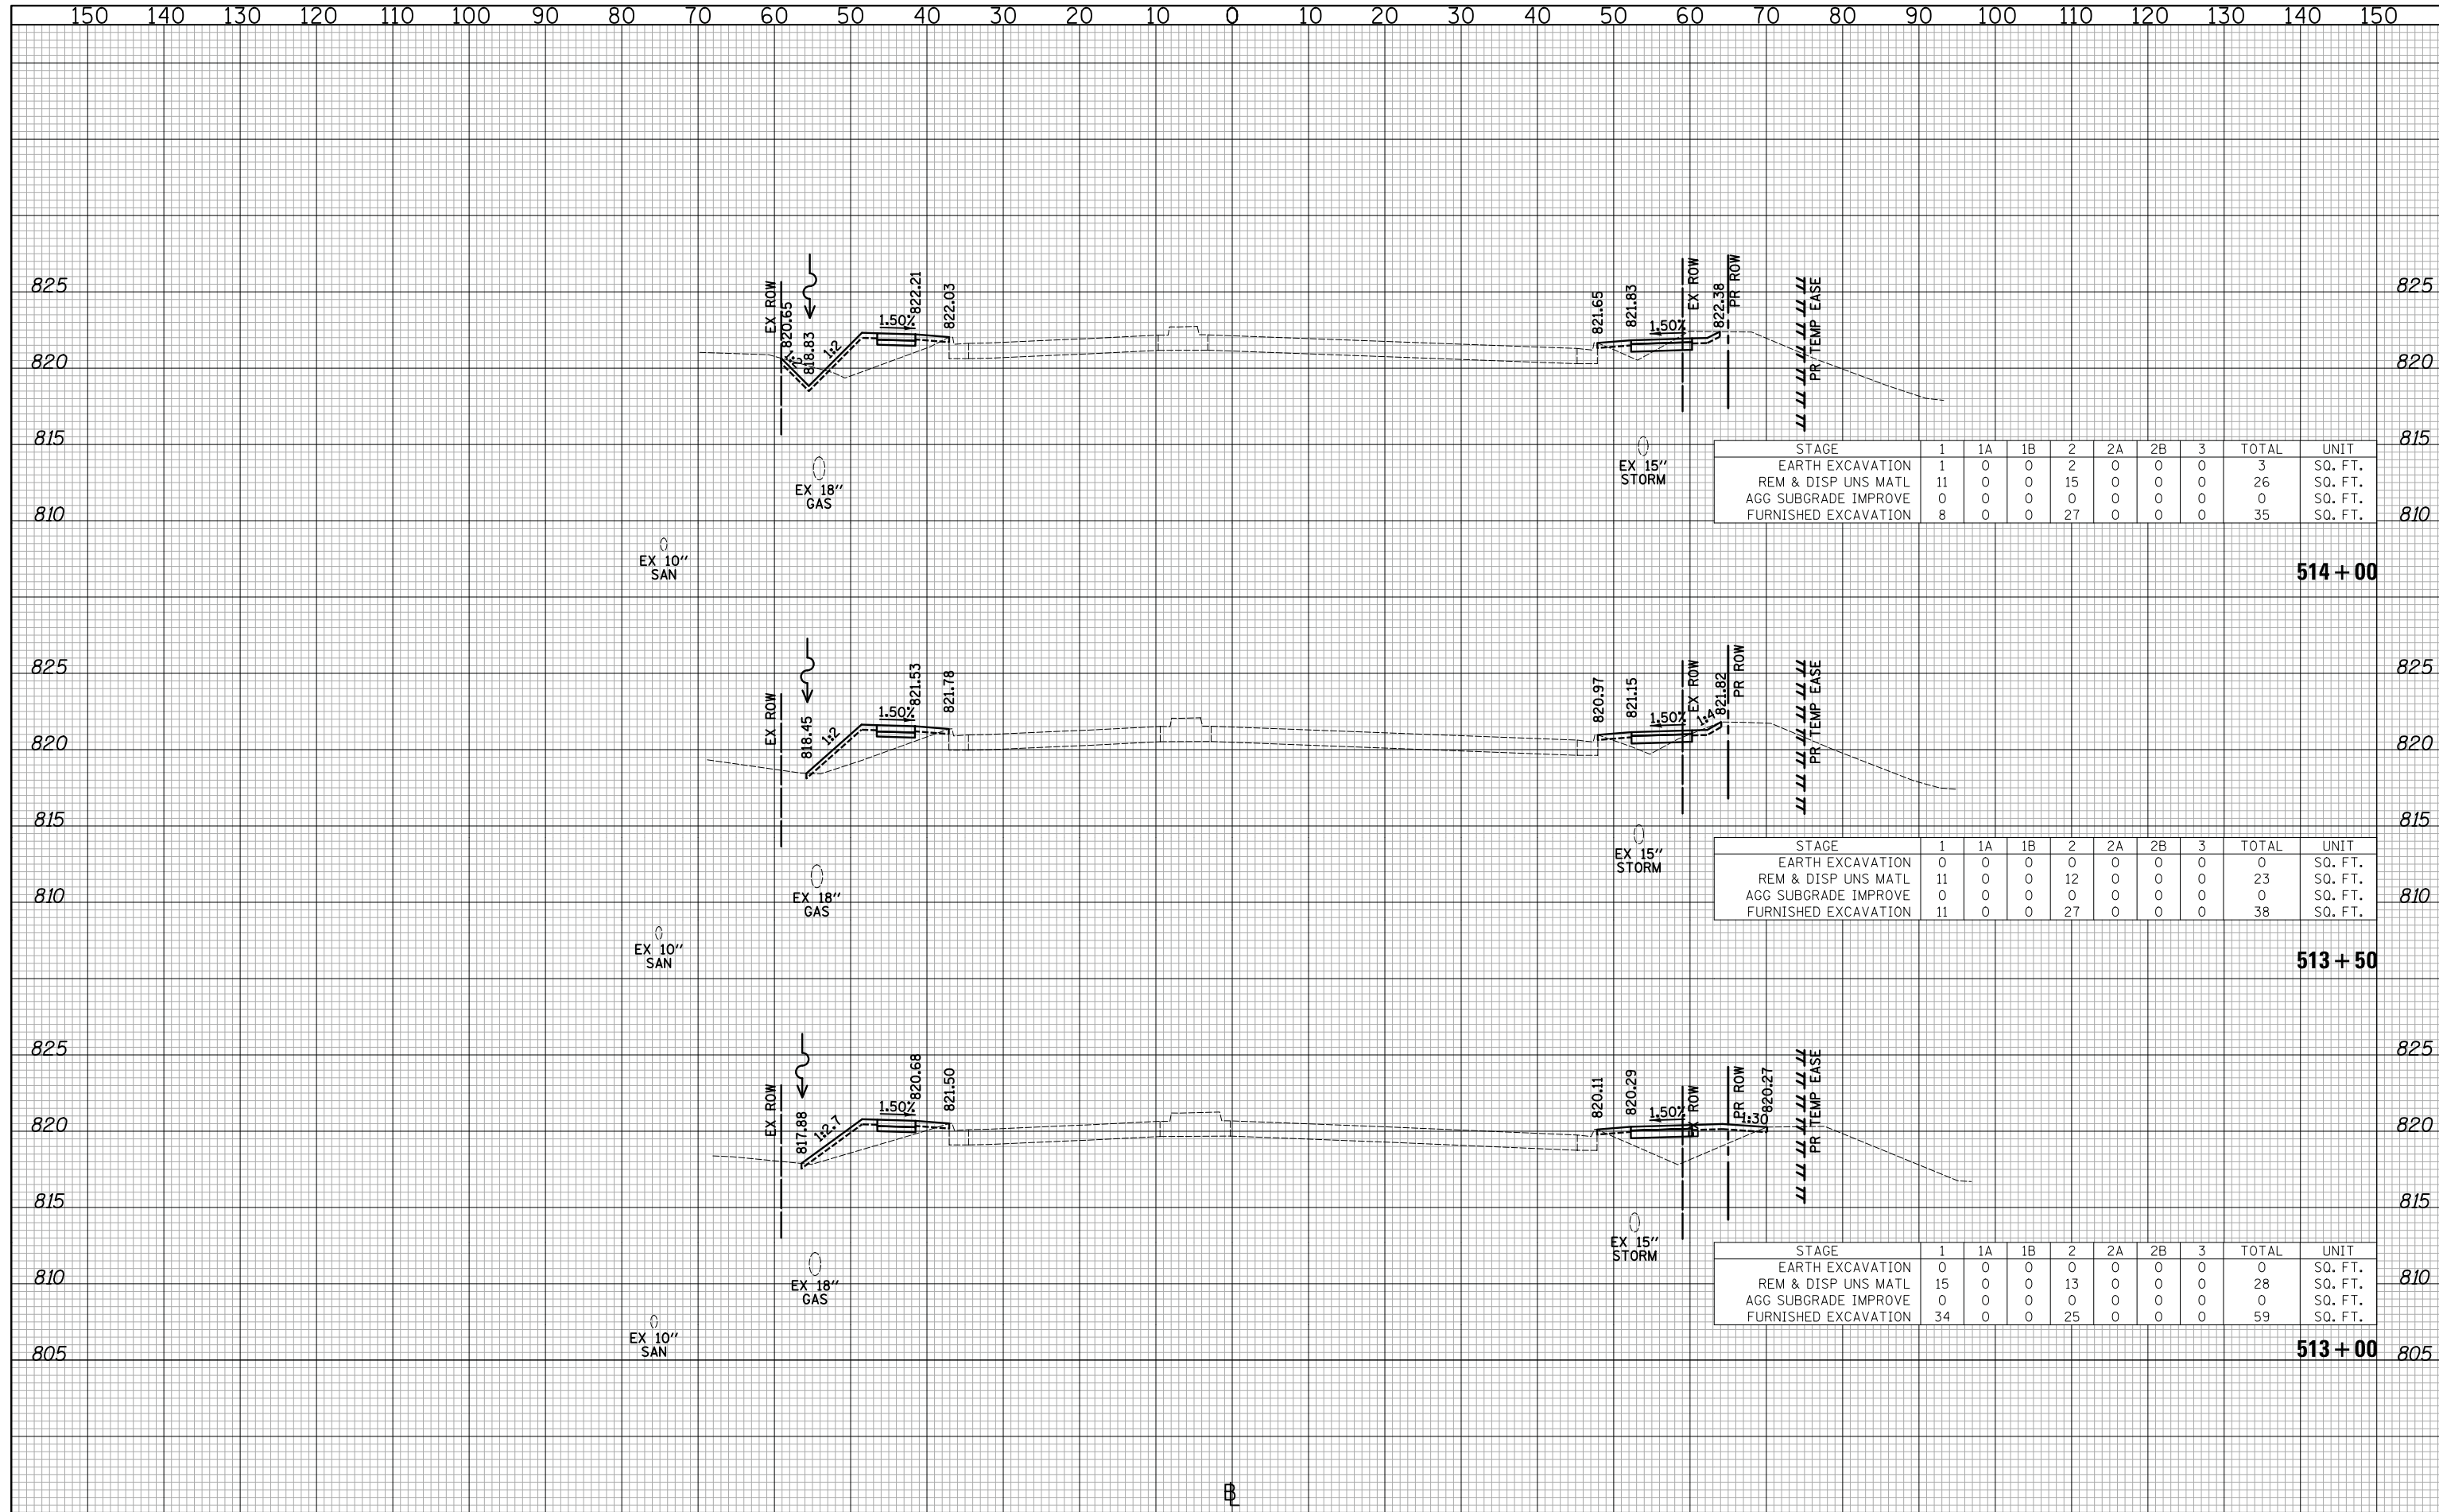 150 140 130 120 110 100 90 80 70 60 50 40 30 20 10 0 10 20 30 40 50 60 70 80 90 100 110 120 130 140 150
825 EX ROW 820.65 818.83 1:2 1.50% 822.21 822.03 821.65 821.83 1.50% EX ROW 822.38 PR ROW PR TEMP EASE 825
820 820
815 815
EX 18" GAS
EX 15" STORM
STAGE 1 1A 1B 2 2A 2B 3 TOTAL UNIT
EARTH EXCAVATION 1 0 0 2 0 0 0 3 SQ. FT.
REM & DISP UNS MATL 11 0 0 15 0 0 0 26 SQ. FT.
AGG SUBGRADE IMPROVE 0 0 0 0 0 0 0 0 SQ. FT.
FURNISHED EXCAVATION 8 0 0 27 0 0 0 35 SQ. FT.
810 810
EX 10" SAN
514+00
825 EX ROW 818.45 1:2 1.50% 821.53 821.78 820.97 821.15 1.50% EX ROW 1:4 821.82 PR ROW PR TEMP EASE 825
820 820
815 815
EX 18" GAS
EX 15" STORM
STAGE 1 1A 1B 2 2A 2B 3 TOTAL UNIT
EARTH EXCAVATION 0 0 0 0 0 0 0 0 SQ. FT.
REM & DISP UNS MATL 11 0 0 12 0 0 0 23 SQ. FT.
AGG SUBGRADE IMPROVE 0 0 0 0 0 0 0 0 SQ. FT.
FURNISHED EXCAVATION 11 0 0 27 0 0 0 38 SQ. FT.
810 810
EX 10" SAN
513+50
825 EX ROW 817.88 1:2.7 1.50% 820.68 821.50 820.11 820.29 1.50% EX ROW PR ROW 1:30 820.27 PR TEMP EASE 825
820 820
815 815
EX 18" GAS
EX 15" STORM
STAGE 1 1A 1B 2 2A 2B 3 TOTAL UNIT
EARTH EXCAVATION 0 0 0 0 0 0 0 0 SQ. FT.
REM & DISP UNS MATL 15 0 0 13 0 0 0 28 SQ. FT.
AGG SUBGRADE IMPROVE 0 0 0 0 0 0 0 0 SQ. FT.
FURNISHED EXCAVATION 34 0 0 25 0 0 0 59 SQ. FT.
810 810
EX 10" SAN
513+00
805 805